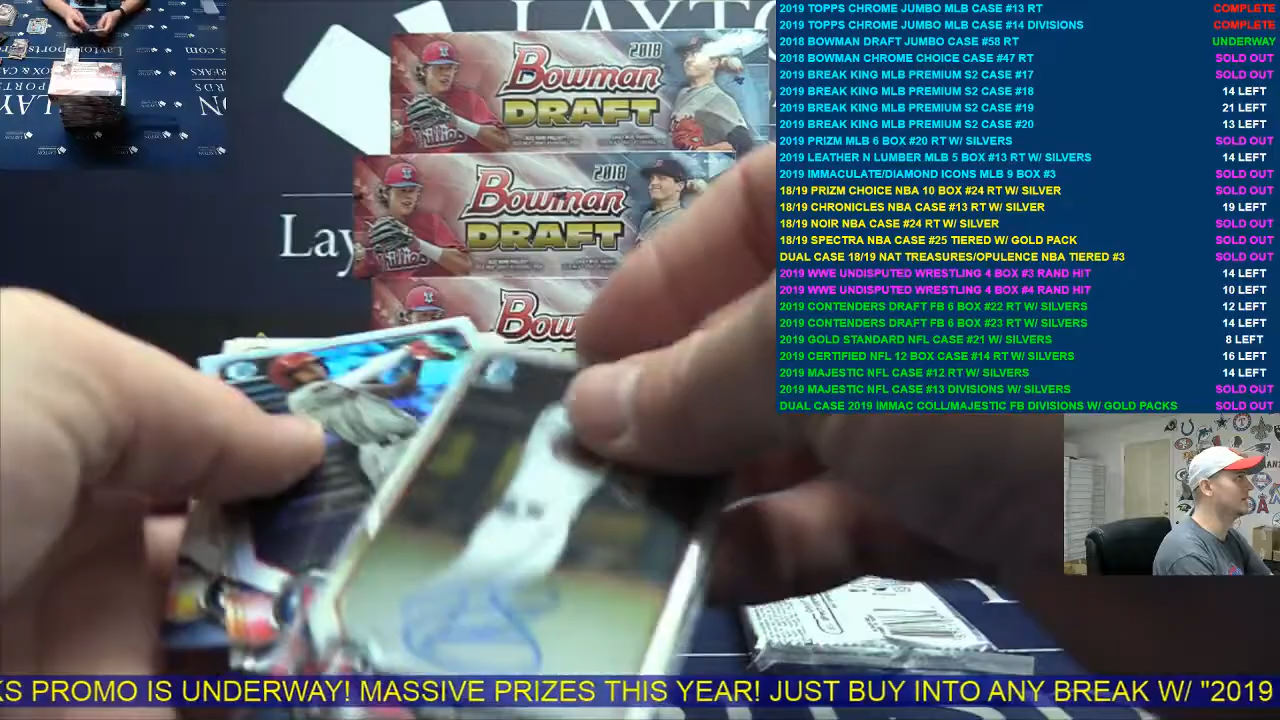 2019 TOPPS CHROME JUMBO MLB CASE #13 RT COMPLETE
2019 TOPPS CHROME JUMBO MLB CASE #14 DIVISIONS COMPLETE
2018 BOWMAN DRAFT JUMBO CASE #58 RT UNDERWAY
2018 BOWMAN CHROME CHOICE CASE #47 RT SOLD OUT
2019 BREAK KING MLB PREMIUM S2 CASE #17 SOLD OUT
2019 BREAK KING MLB PREMIUM S2 CASE #18 14 LEFT
2019 BREAK KING MLB PREMIUM S2 CASE #19 21 LEFT
2019 BREAK KING MLB PREMIUM S2 CASE #20 13 LEFT
2019 PRIZM MLB 6 BOX #20 RT W/ SILVERS SOLD OUT
2019 LEATHER N LUMBER MLB 5 BOX #13 RT W/ SILVERS 14 LEFT
2019 IMMACULATE/DIAMOND ICONS MLB 9 BOX #3 SOLD OUT
18/19 PRIZM CHOICE NBA 10 BOX #24 RT W/ SILVER SOLD OUT
18/19 CHRONICLES NBA CASE #13 RT W/ SILVER 19 LEFT
18/19 NOIR NBA CASE #24 RT W/ SILVER SOLD OUT
18/19 SPECTRA NBA CASE #25 TIERED W/ GOLD PACK SOLD OUT
DUAL CASE 18/19 NAT TREASURES/OPULENCE NBA TIERED #3 SOLD OUT
2019 WWE UNDISPUTED WRESTLING 4 BOX #3 RAND HIT 14 LEFT
2019 WWE UNDISPUTED WRESTLING 4 BOX #4 RAND HIT 10 LEFT
2019 CONTENDERS DRAFT FB 6 BOX #22 RT W/ SILVERS 12 LEFT
2019 CONTENDERS DRAFT FB 6 BOX #23 RT W/ SILVERS 14 LEFT
2019 GOLD STANDARD NFL CASE #21 W/ SILVERS 8 LEFT
2019 CERTIFIED NFL 12 BOX CASE #14 RT W/ SILVERS 16 LEFT
2019 MAJESTIC NFL CASE #12 RT W/ SILVERS 14 LEFT
2019 MAJESTIC NFL CASE #13 DIVISIONS W/ SILVERS SOLD OUT
DUAL CASE 2019 IMMAC COLL/MAJESTIC FB DIVISIONS W/ GOLD PACKS SOLD OUT
LAYTO
2018
Bowman
DRAFT
Phillies
2018
Bowman
DRAFT
Lay
Bow
KS PROMO IS UNDERWAY! MASSIVE PRIZES THIS YEAR! JUST BUY INTO ANY BREAK W/ "2019